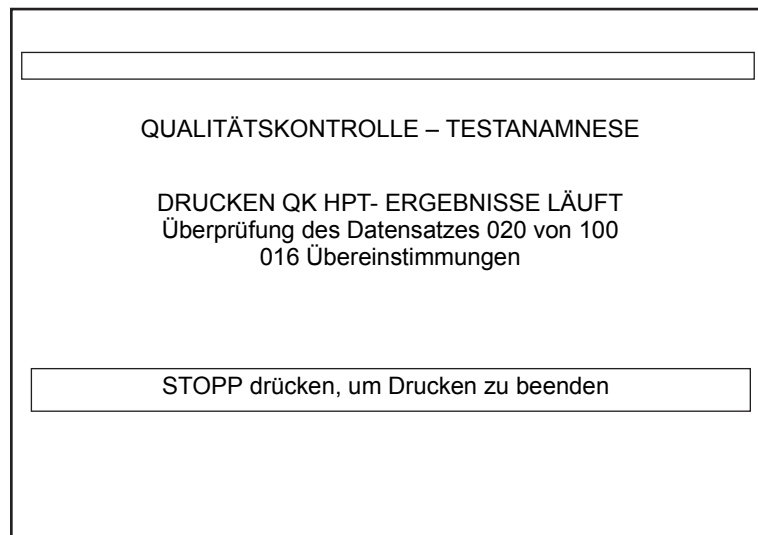 QUALITÄTSKONTROLLE – TESTANAMNESE
DRUCKEN QK HPT- ERGEBNISSE LÄUFT
Überprüfung des Datensatzes 020 von 100
016 Übereinstimmungen
STOPP drücken, um Drucken zu beenden